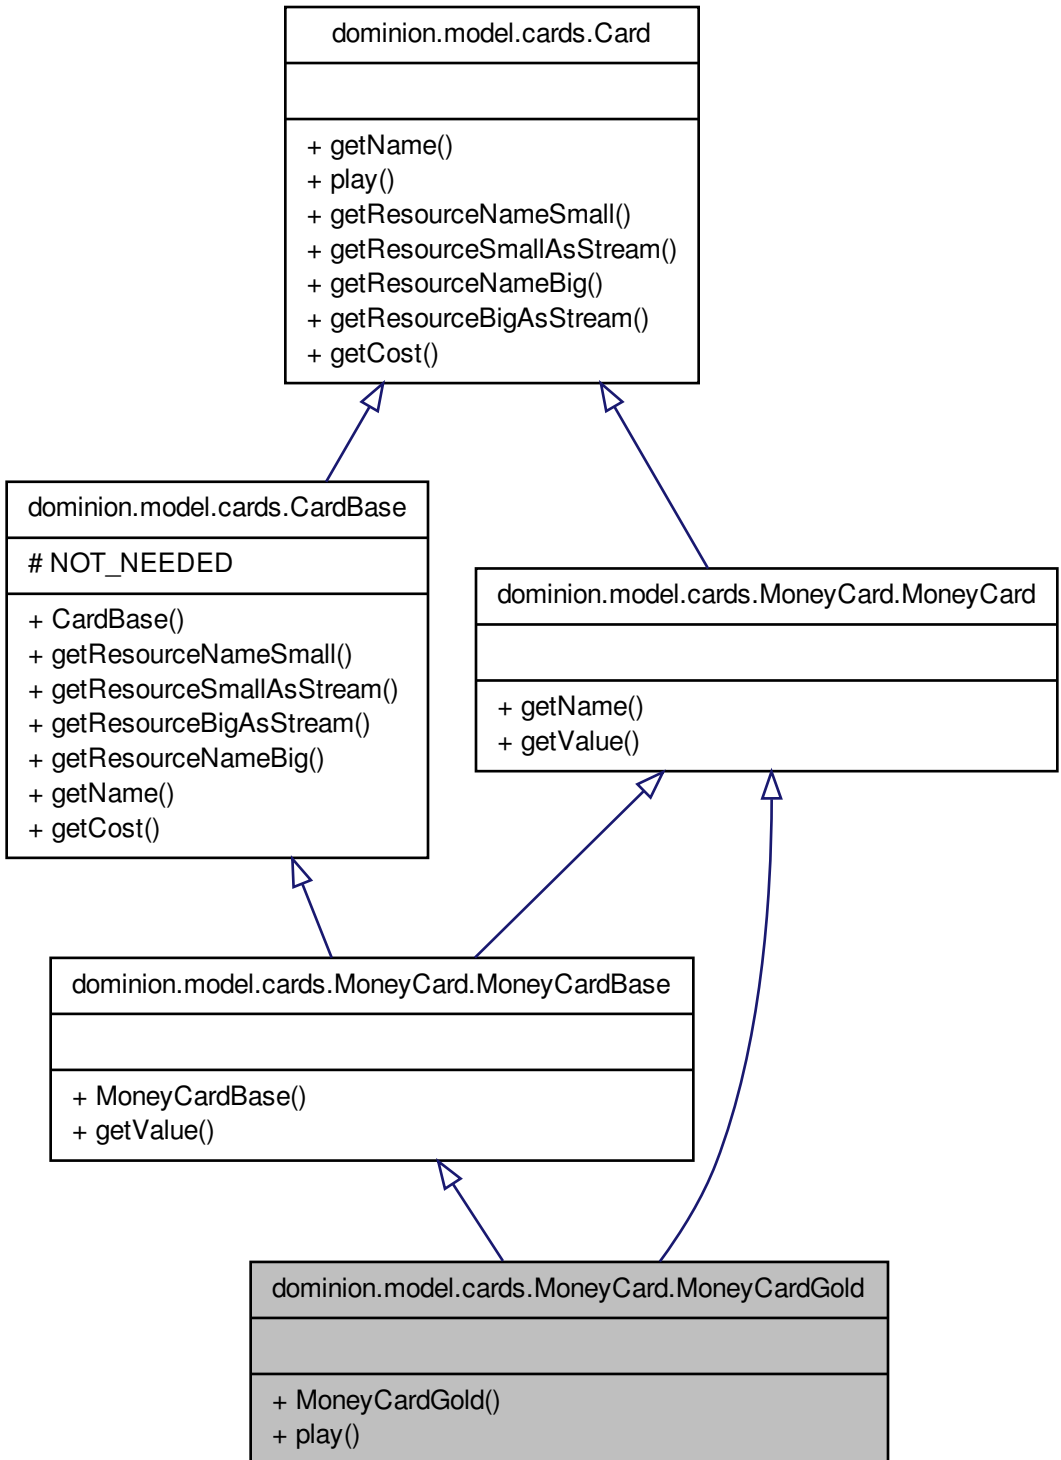 dominion.model.cards.Card
+ getName()
+ play()
+ getResourceNameSmall()
+ getResourceSmallAsStream()
+ getResourceNameBig()
+ getResourceBigAsStream()
+ getCost()
dominion.model.cards.CardBase
# NOT_NEEDED
+ CardBase()
+ getResourceNameSmall()
+ getResourceSmallAsStream()
+ getResourceBigAsStream()
+ getResourceNameBig()
+ getName()
+ getCost()
dominion.model.cards.MoneyCard.MoneyCard
+ getName()
+ getValue()
dominion.model.cards.MoneyCard.MoneyCardBase
+ MoneyCardBase()
+ getValue()
dominion.model.cards.MoneyCard.MoneyCardGold
+ MoneyCardGold()
+ play()